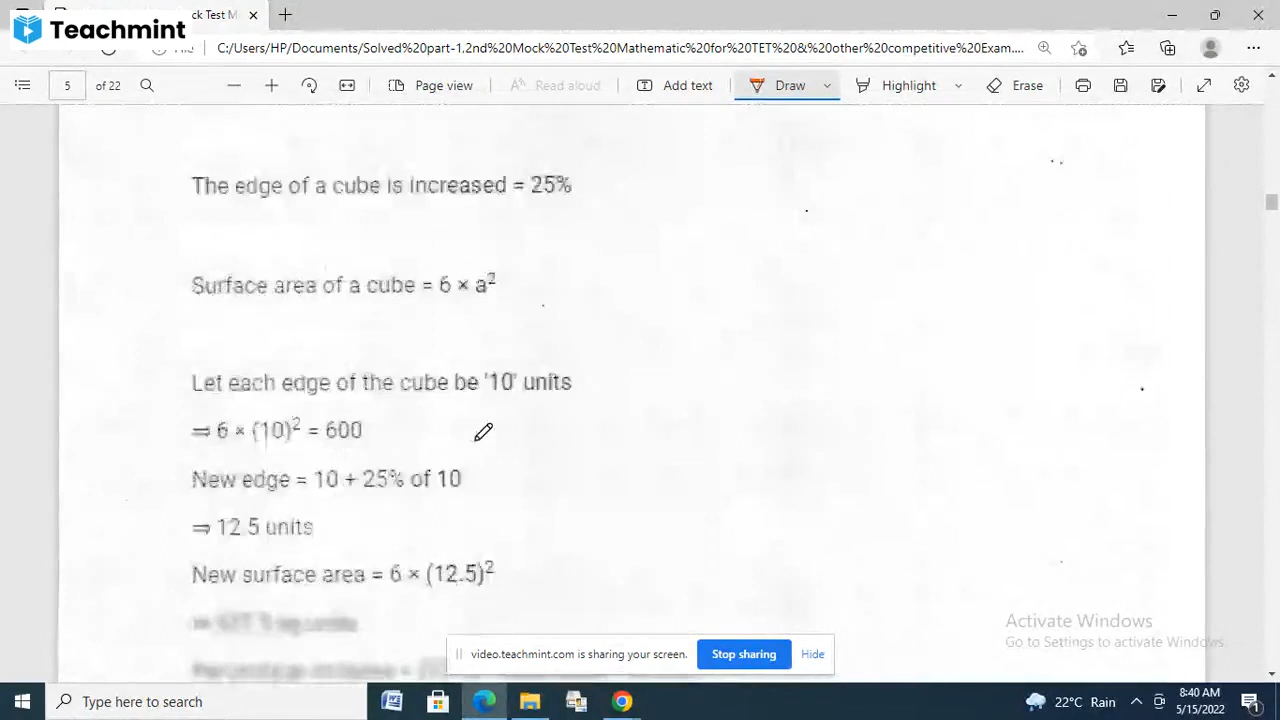 ck Test M
Teachmint
C:/Users/HP/Documents/Solved%20part-1,2nd%20Mock%20Test%20Mathematic%20for%20TET%20&%20other%20competitive%20Exam....
5 of 22
Page view
Read aloud
Add text
Draw
Highlight
Erase
The edge of a cube is increased = 25%
Surface area of a cube = 6 × a²
Let each edge of the cube be '10' units
⇒ 6 × (10)² = 600
New edge = 10 + 25% of 10
⇒ 12 5 units
New surface area = 6 × (12.5)²
Activate Windows
Go to Settings to activate Windows.
video.teachmint.com is sharing your screen.
Stop sharing
Hide
Type here to search
22°C Rain
8:40 AM
5/15/2022